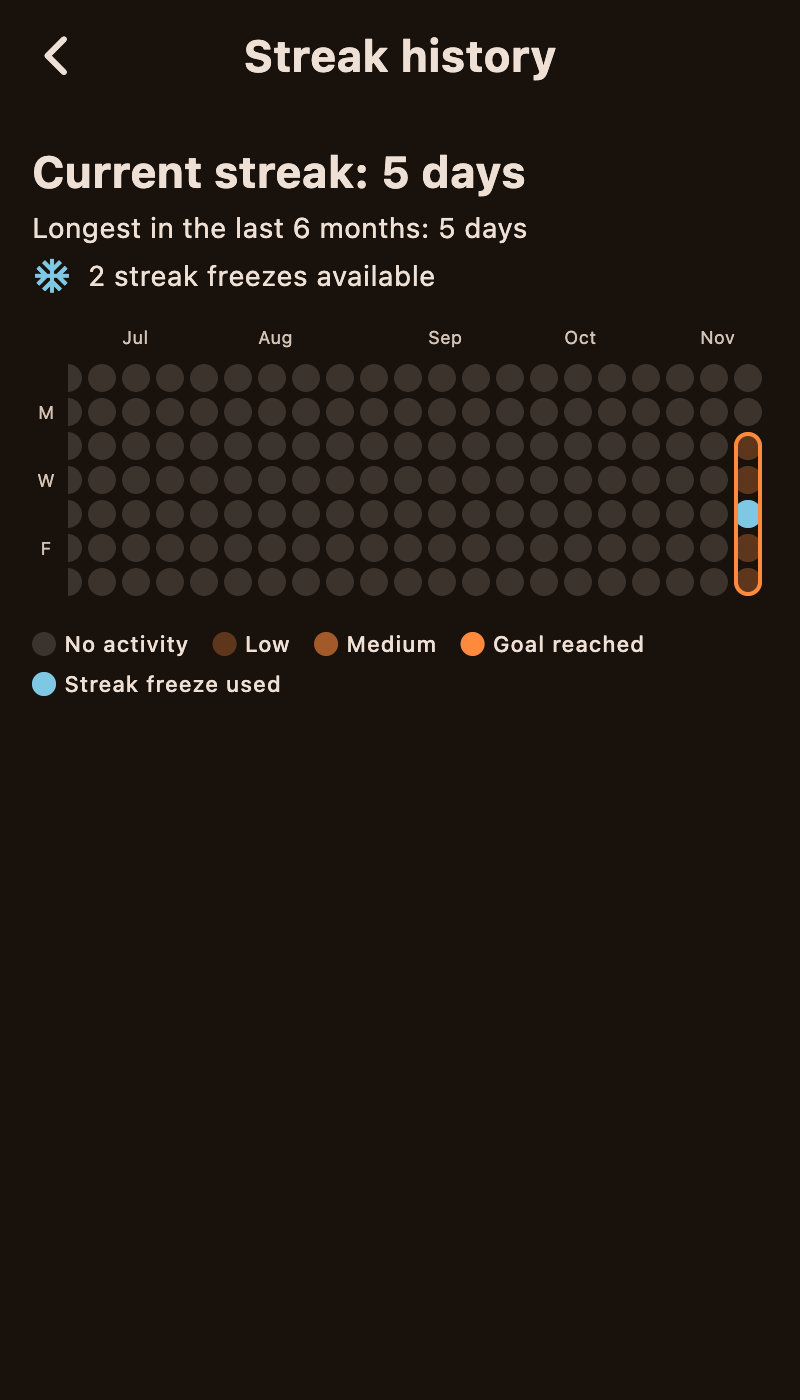 Streak history
Current streak: 5 days
Longest in the last 6 months: 5 days
2 streak freezes available
Jul Aug Sep Oct Nov
M
W
F
No activity Low Medium Goal reached
Streak freeze used